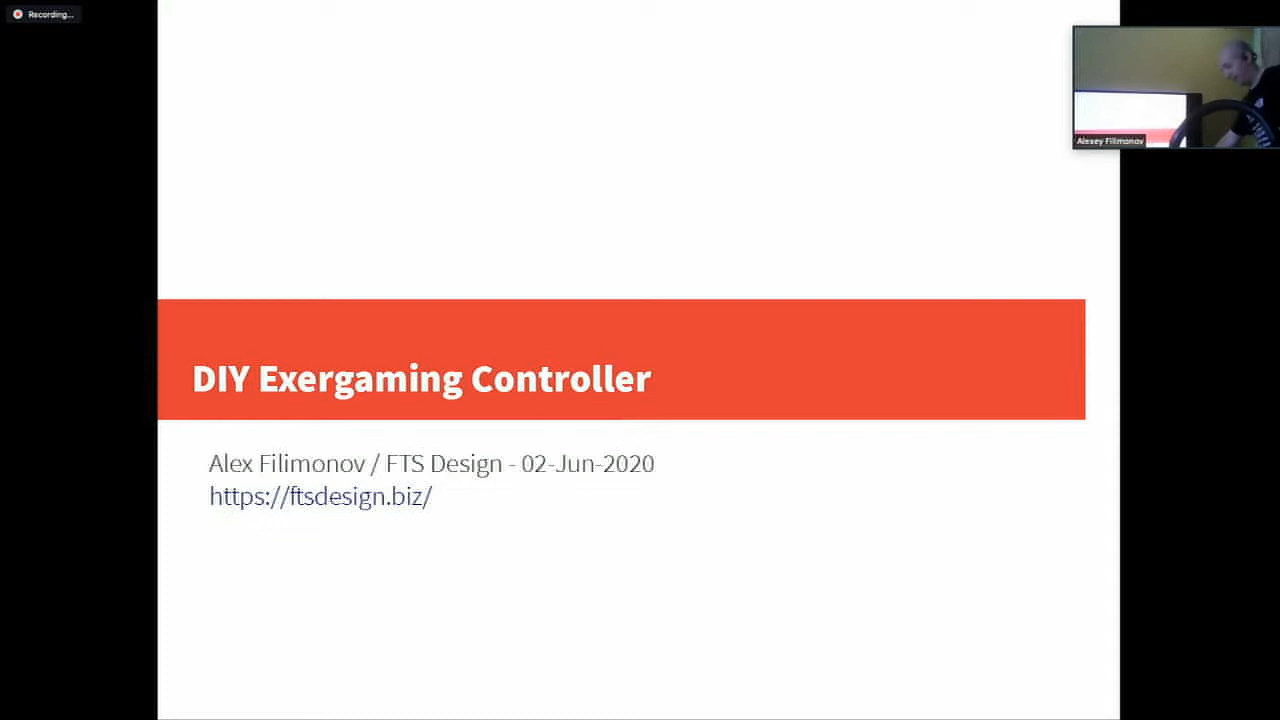 Recording...
Alexey Filimonov
DIY Exergaming Controller
Alex Filimonov / FTS Design - 02-Jun-2020
https://ftsdesign.biz/